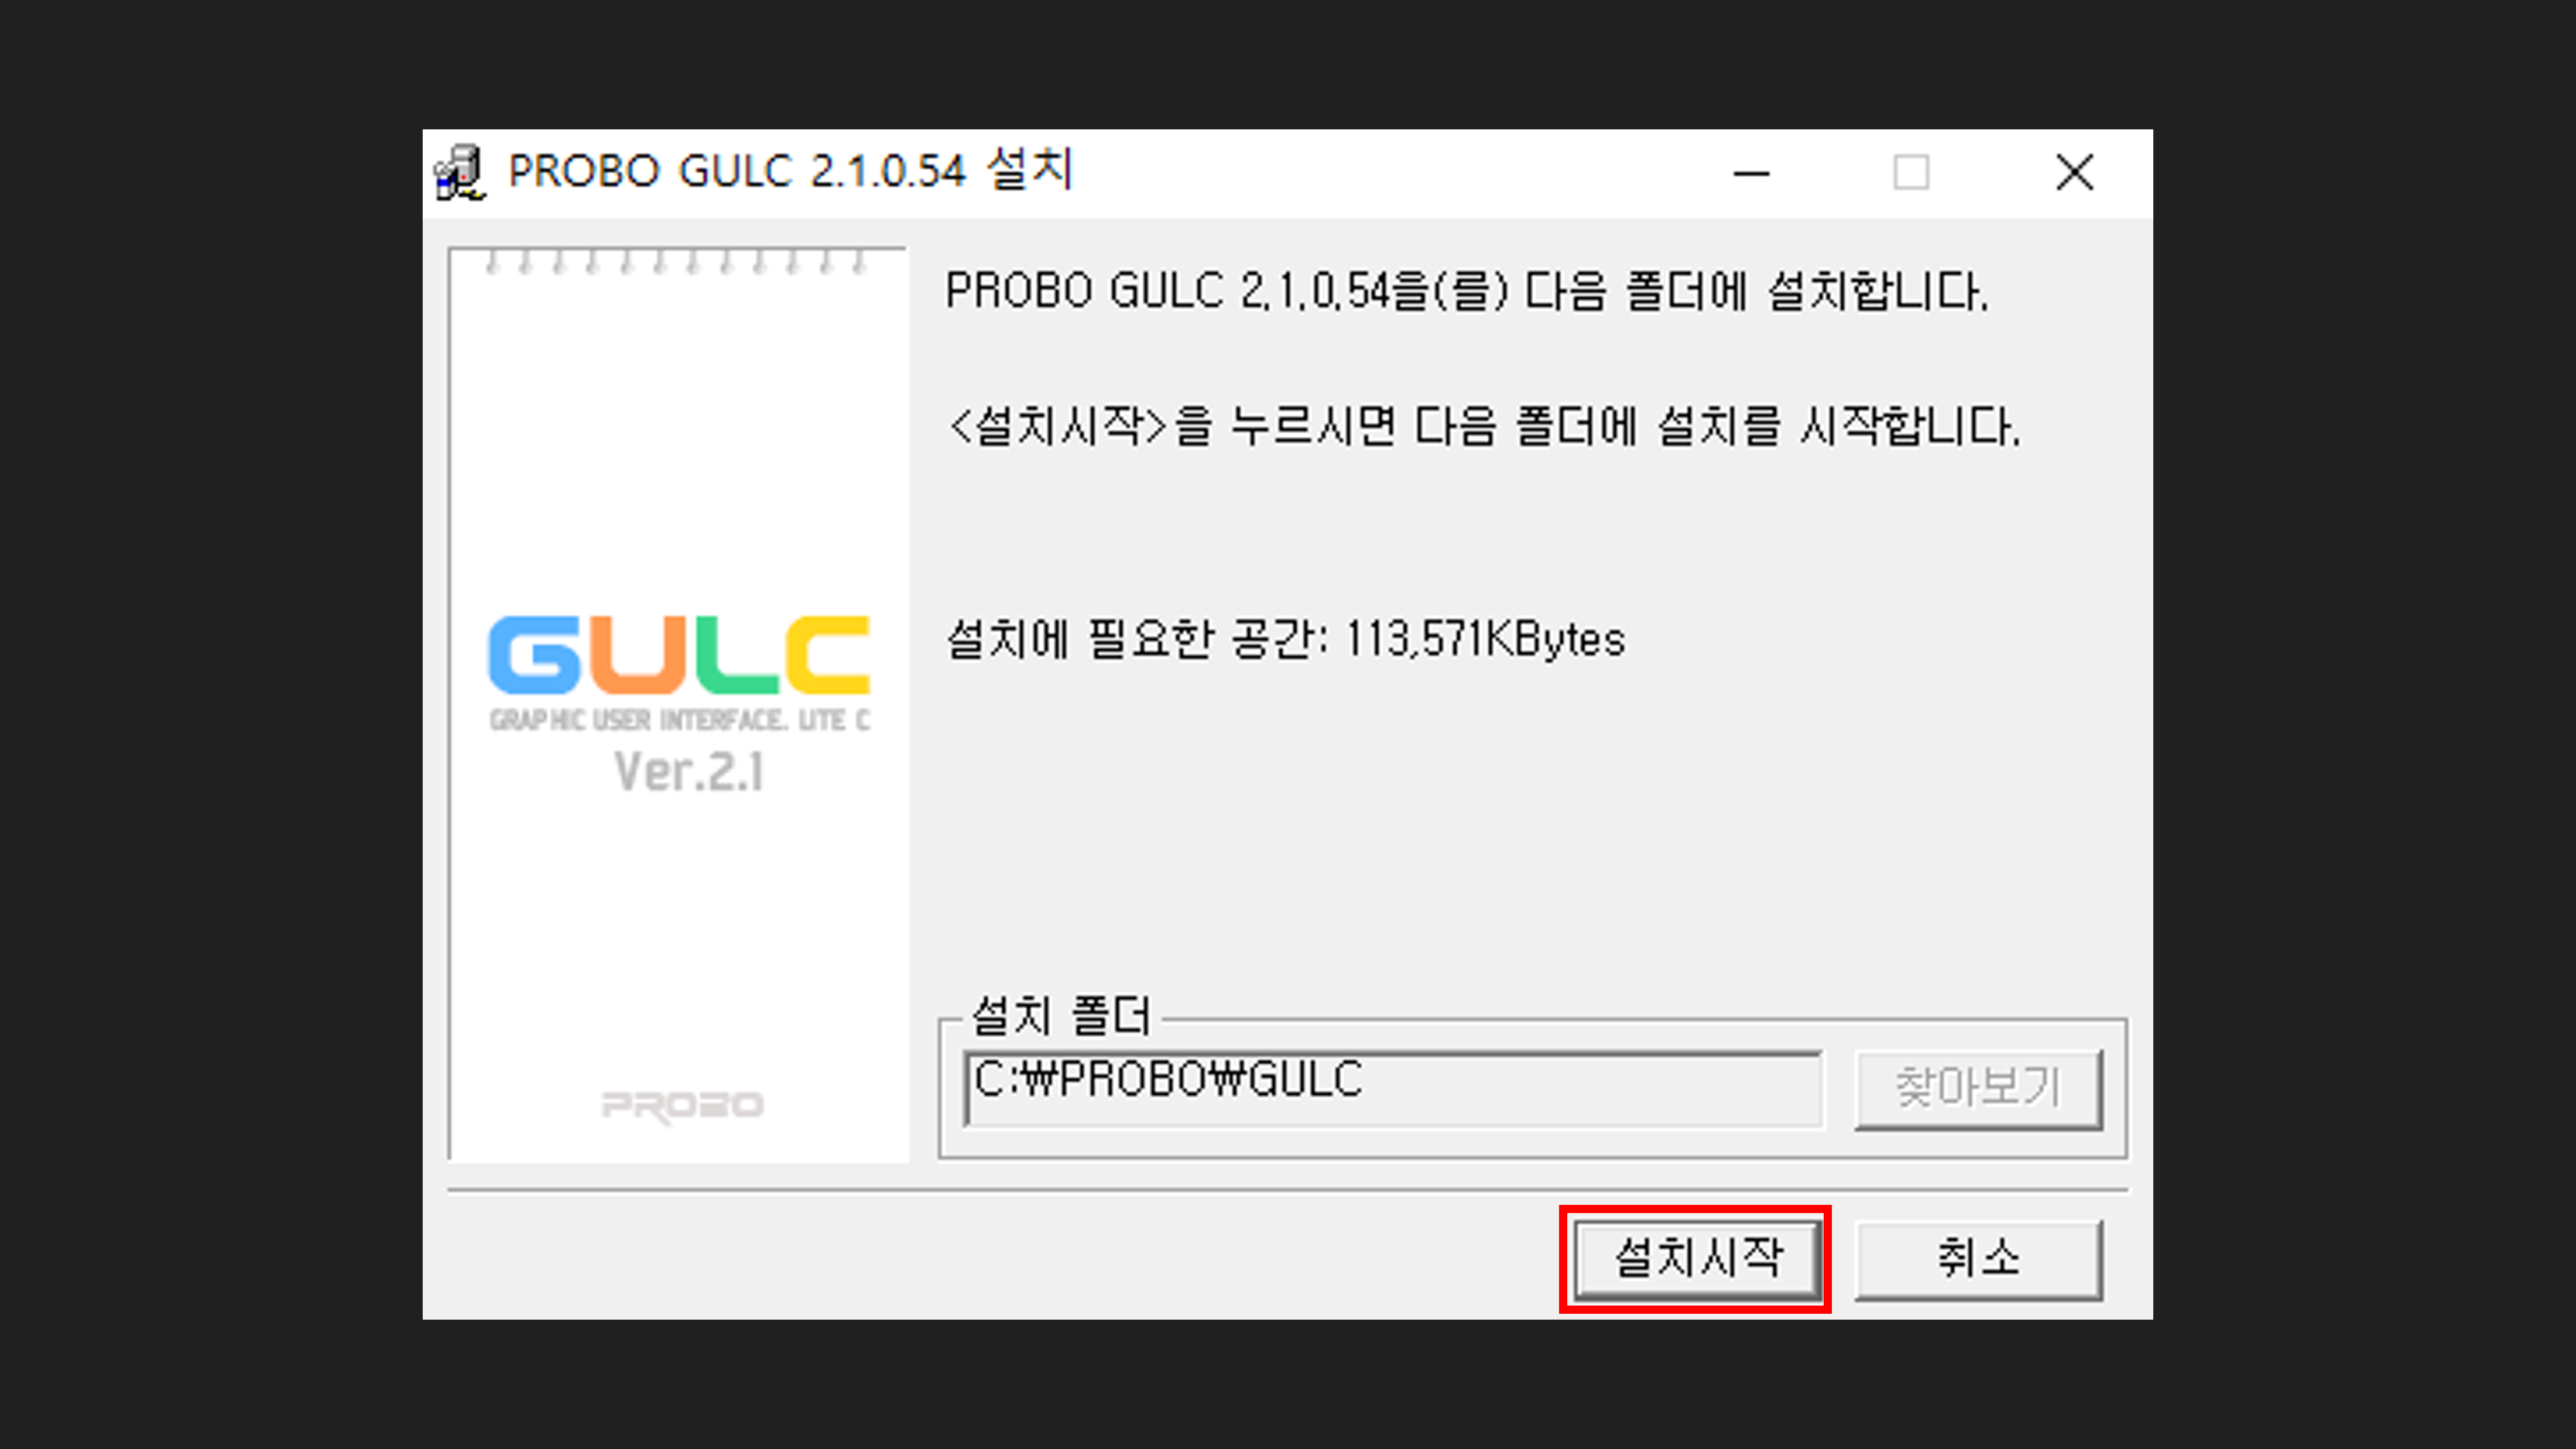 PROBO GULC 2.1.0.54 설치
PROBO GULC 2.1.0.54을(를) 다음 폴더에 설치합니다.
<설치시작>을 누르시면 다음 폴더에 설치를 시작합니다.
GULC
GRAPHIC USER INTERFACE. LITE C
Ver.2.1
설치에 필요한 공간: 113,571KBytes
설치 폴더
C:₩PROBO₩GULC
찾아보기
PROBO
설치시작
취소